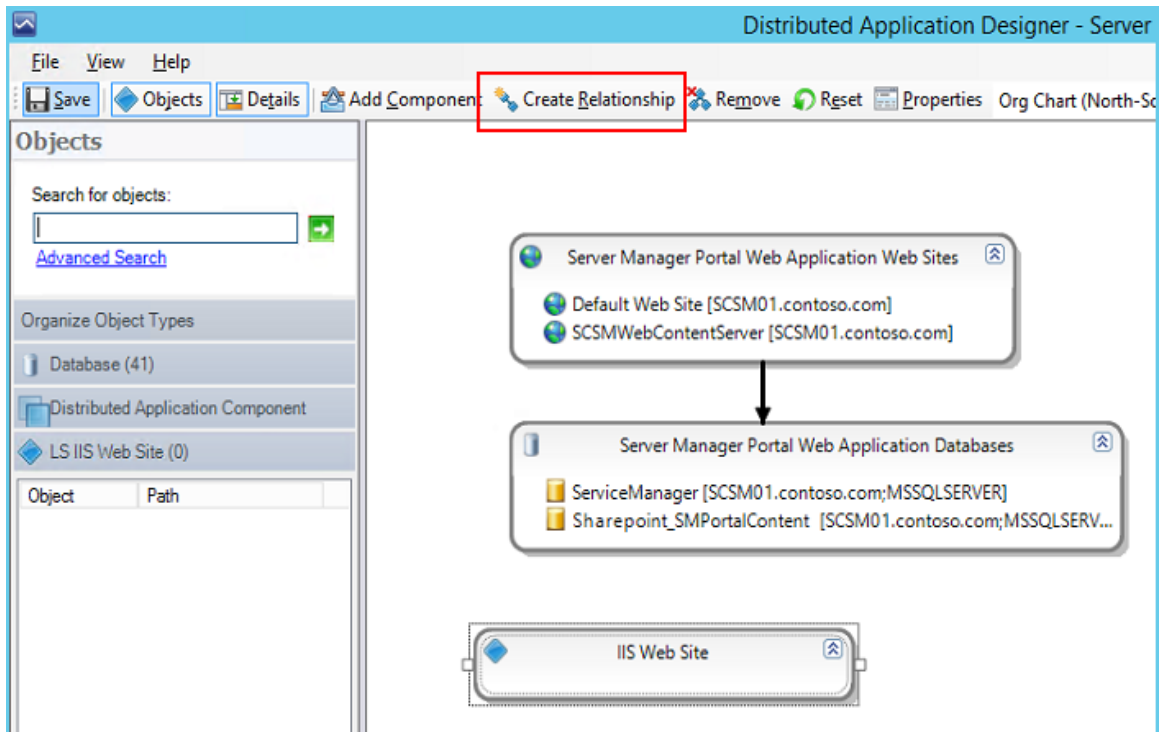 Distributed Application Designer - Server
File View Help
Save Objects Details Add Component Create Relationship Remove Reset Properties Org Chart (North-So
Objects
Search for objects:
Advanced Search
Organize Object Types
Database (41)
Distributed Application Component
LS IIS Web Site (0)
Object Path
Server Manager Portal Web Application Web Sites
Default Web Site [SCSM01.contoso.com]
SCSMWebContentServer [SCSM01.contoso.com]
Server Manager Portal Web Application Databases
ServiceManager [SCSM01.contoso.com;MSSQLSERVER]
Sharepoint_SMPortalContent [SCSM01.contoso.com;MSSQLSERV...
IIS Web Site